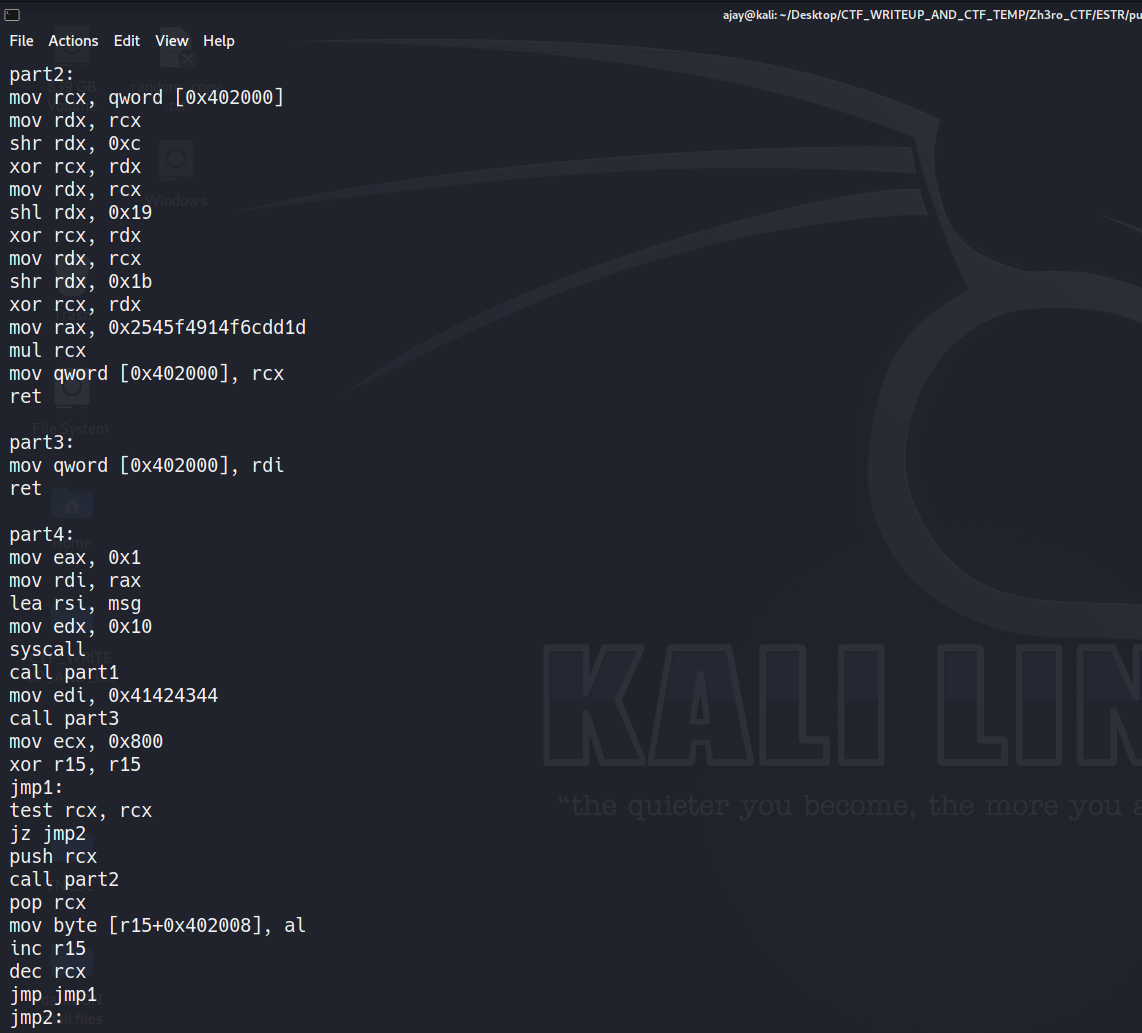 ajay@kali: ~/Desktop/CTF_WRITEUP_AND_CTF_TEMP/Zh3ro_CTF/ESTR/pu
File Actions Edit View Help
part2:
mov rcx, qword [0x402000]
mov rdx, rcx
shr rdx, 0xc
xor rcx, rdx
mov rdx, rcx
shl rdx, 0x19
xor rcx, rdx
mov rdx, rcx
shr rdx, 0x1b
xor rcx, rdx
mov rax, 0x2545f4914f6cdd1d
mul rcx
mov qword [0x402000], rcx
ret
part3:
mov qword [0x402000], rdi
ret
part4:
mov eax, 0x1
mov rdi, rax
lea rsi, msg
mov edx, 0x10
syscall
call part1
mov edi, 0x41424344
call part3
mov ecx, 0x800
xor r15, r15
jmp1:
test rcx, rcx
jz jmp2
push rcx
call part2
pop rcx
mov byte [r15+0x402008], al
inc r15
dec rcx
jmp jmp1
jmp2:
Windows
File System
Home
KALI LIN
“the quieter you become, the more you a